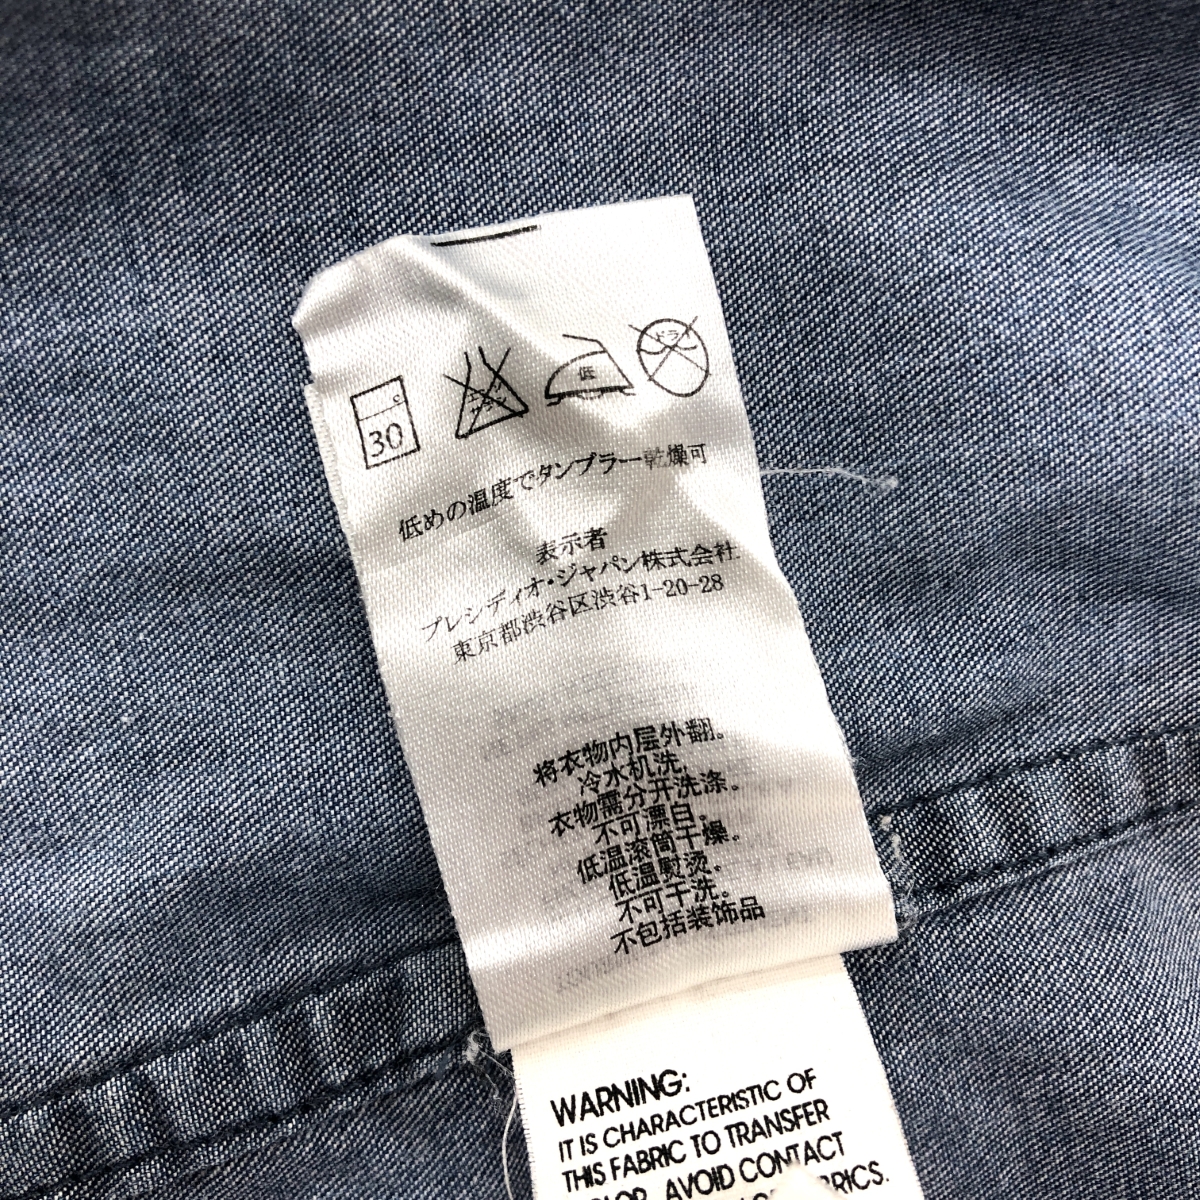 c
30
低
ドライ
低めの温度でタンブラー乾燥可
表示者
プレシディオ・ジャパン株式会社
東京都渋谷区渋谷1-20-28
将衣物内层外翻。
冷水机洗。
衣物需分开洗涤。
不可漂白。
低温滚筒干燥。
低温熨烫。
不可干洗。
不包括装饰品
WARNING:
IT IS CHARACTERISTIC OF
THIS FABRIC TO TRANSFER
COLOR. AVOID CONTACT